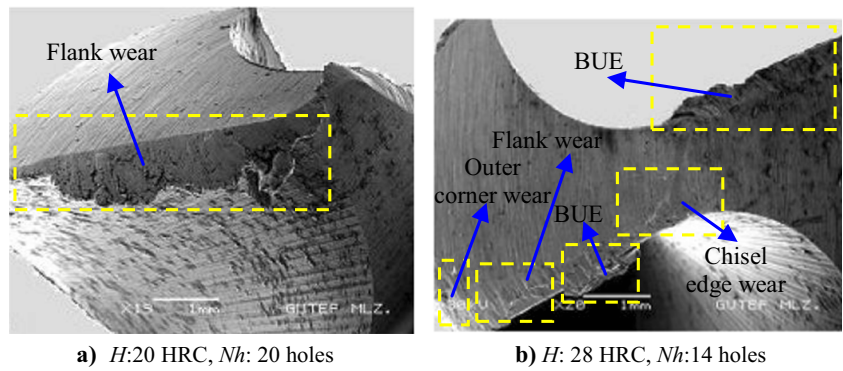 Flank wear
X15 1mm GUTEF MLZ.
a) H:20 HRC, Nh: 20 holes
BUE
Flank wear
Outer
corner wear
BUE
Chisel
edge wear
X20 1mm GUTEF MLZ.
b) H: 28 HRC, Nh:14 holes